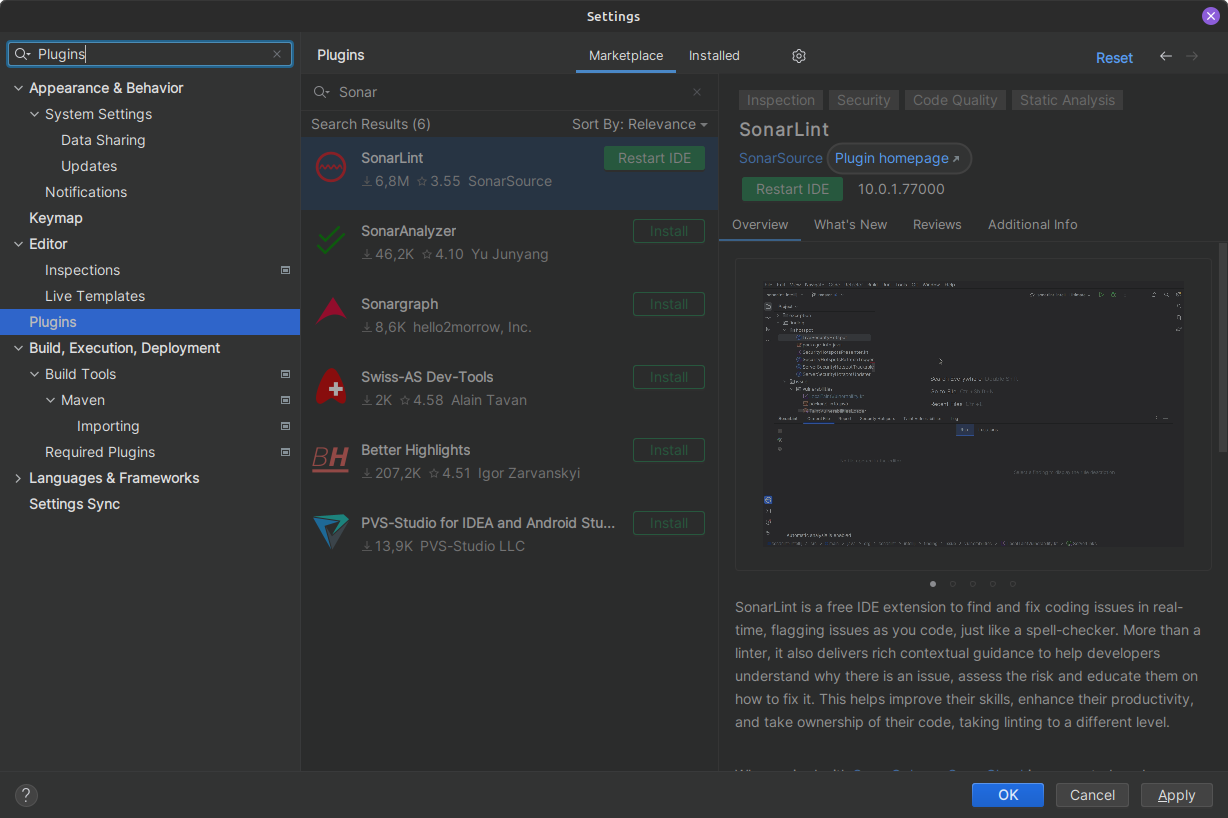 Settings
Plugins
Appearance & Behavior
System Settings
Data Sharing
Updates
Notifications
Keymap
Editor
Inspections
Live Templates
Plugins
Build, Execution, Deployment
Build Tools
Maven
Importing
Required Plugins
Languages & Frameworks
Settings Sync
Plugins
Marketplace
Installed
Reset
Sonar
Search Results (6)
Sort By: Relevance
SonarLint
Restart IDE
6,8M 3.55 SonarSource
SonarAnalyzer
Install
46,2K 4.10 Yu Junyang
Sonargraph
Install
8,6K hello2morrow, Inc.
Swiss-AS Dev-Tools
Install
2K 4.58 Alain Tavan
BH
Better Highlights
Install
207,2K 4.51 Igor Zarvanskyi
PVS-Studio for IDEA and Android Stu...
Install
13,9K PVS-Studio LLC
Inspection Security Code Quality Static Analysis
SonarLint
SonarSource Plugin homepage ↗
Restart IDE 10.0.1.77000
Overview What's New Reviews Additional Info
Automatic analysis is enabled
SonarLint is a free IDE extension to find and fix coding issues in real-
time, flagging issues as you code, just like a spell-checker. More than a
linter, it also delivers rich contextual guidance to help developers
understand why there is an issue, assess the risk and educate them on
how to fix it. This helps improve their skills, enhance their productivity,
and take ownership of their code, taking linting to a different level.
?
OK
Cancel
Apply